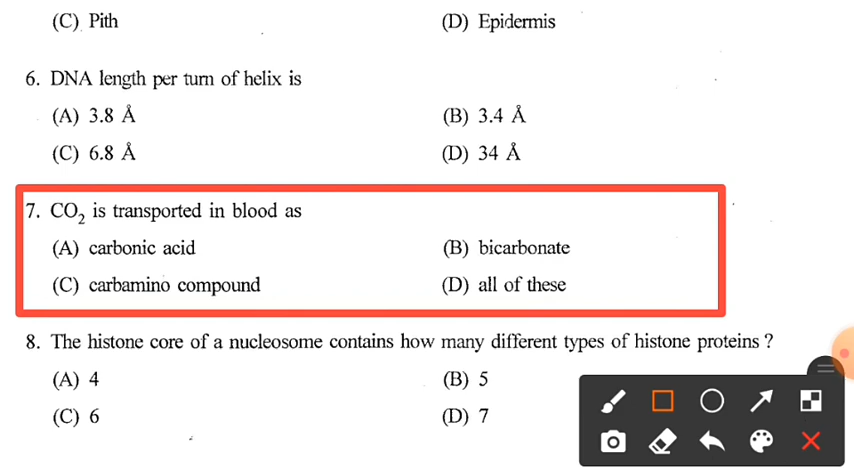 (C) Pith (D) Epidermis
6. DNA length per turn of helix is
(A) 3.8 Å (B) 3.4 Å
(C) 6.8 Å (D) 34 Å
7. CO₂ is transported in blood as
(A) carbonic acid (B) bicarbonate
(C) carbamino compound (D) all of these
8. The histone core of a nucleosome contains how many different types of histone proteins ?
(A) 4 (B) 5
(C) 6 (D) 7